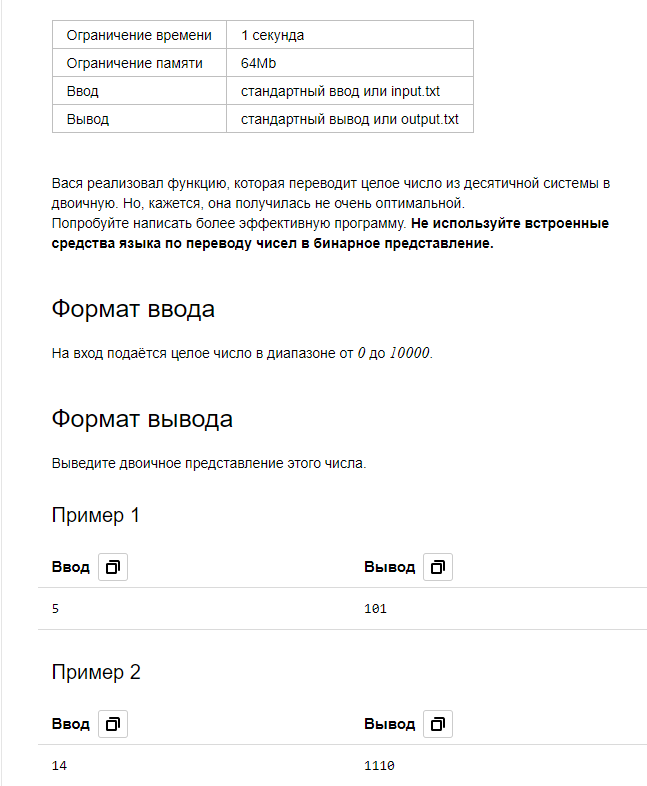 Ограничение времени 1 секунда
Ограничение памяти 64Mb
Ввод стандартный ввод или input.txt
Вывод стандартный вывод или output.txt
Вася реализовал функцию, которая переводит целое число из десятичной системы в
двоичную. Но, кажется, она получилась не очень оптимальной.
Попробуйте написать более эффективную программу. Не используйте встроенные
средства языка по переводу чисел в бинарное представление.
Формат ввода
На вход подаётся целое число в диапазоне от 0 до 10000.
Формат вывода
Выведите двоичное представление этого числа.
Пример 1
Ввод Вывод
5 101
Пример 2
Ввод Вывод
14 1110